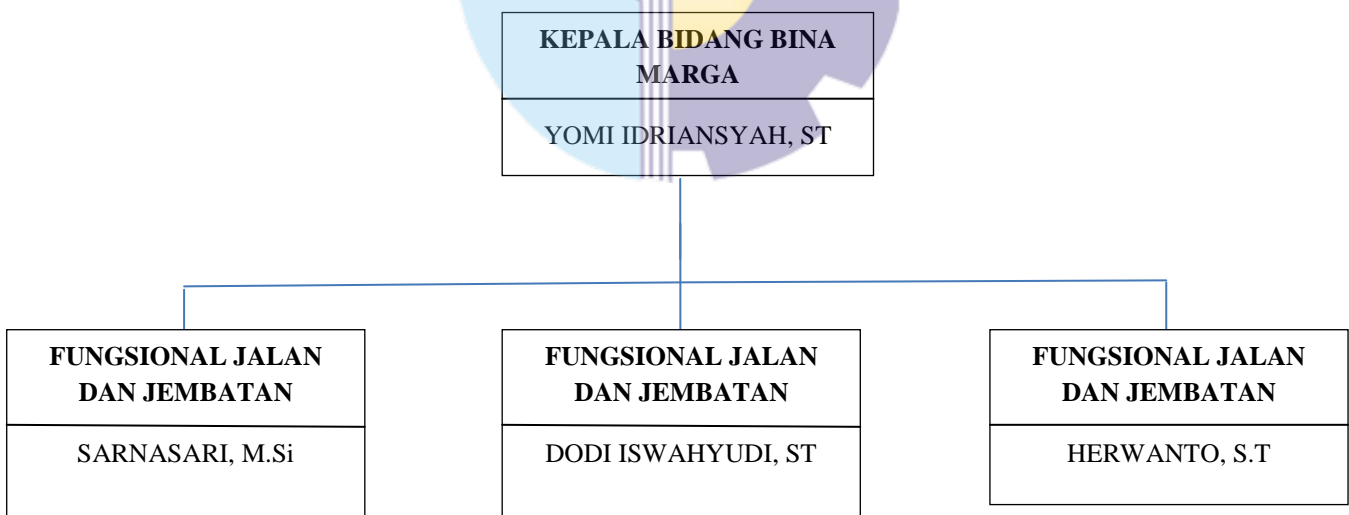 KEPALA BIDANG BINA
MARGA
YOMI IDRIANSYAH, ST
FUNGSIONAL JALAN
DAN JEMBATAN
SARNASARI, M.Si
FUNGSIONAL JALAN
DAN JEMBATAN
DODI ISWAHYUDI, ST
FUNGSIONAL JALAN
DAN JEMBATAN
HERWANTO, S.T